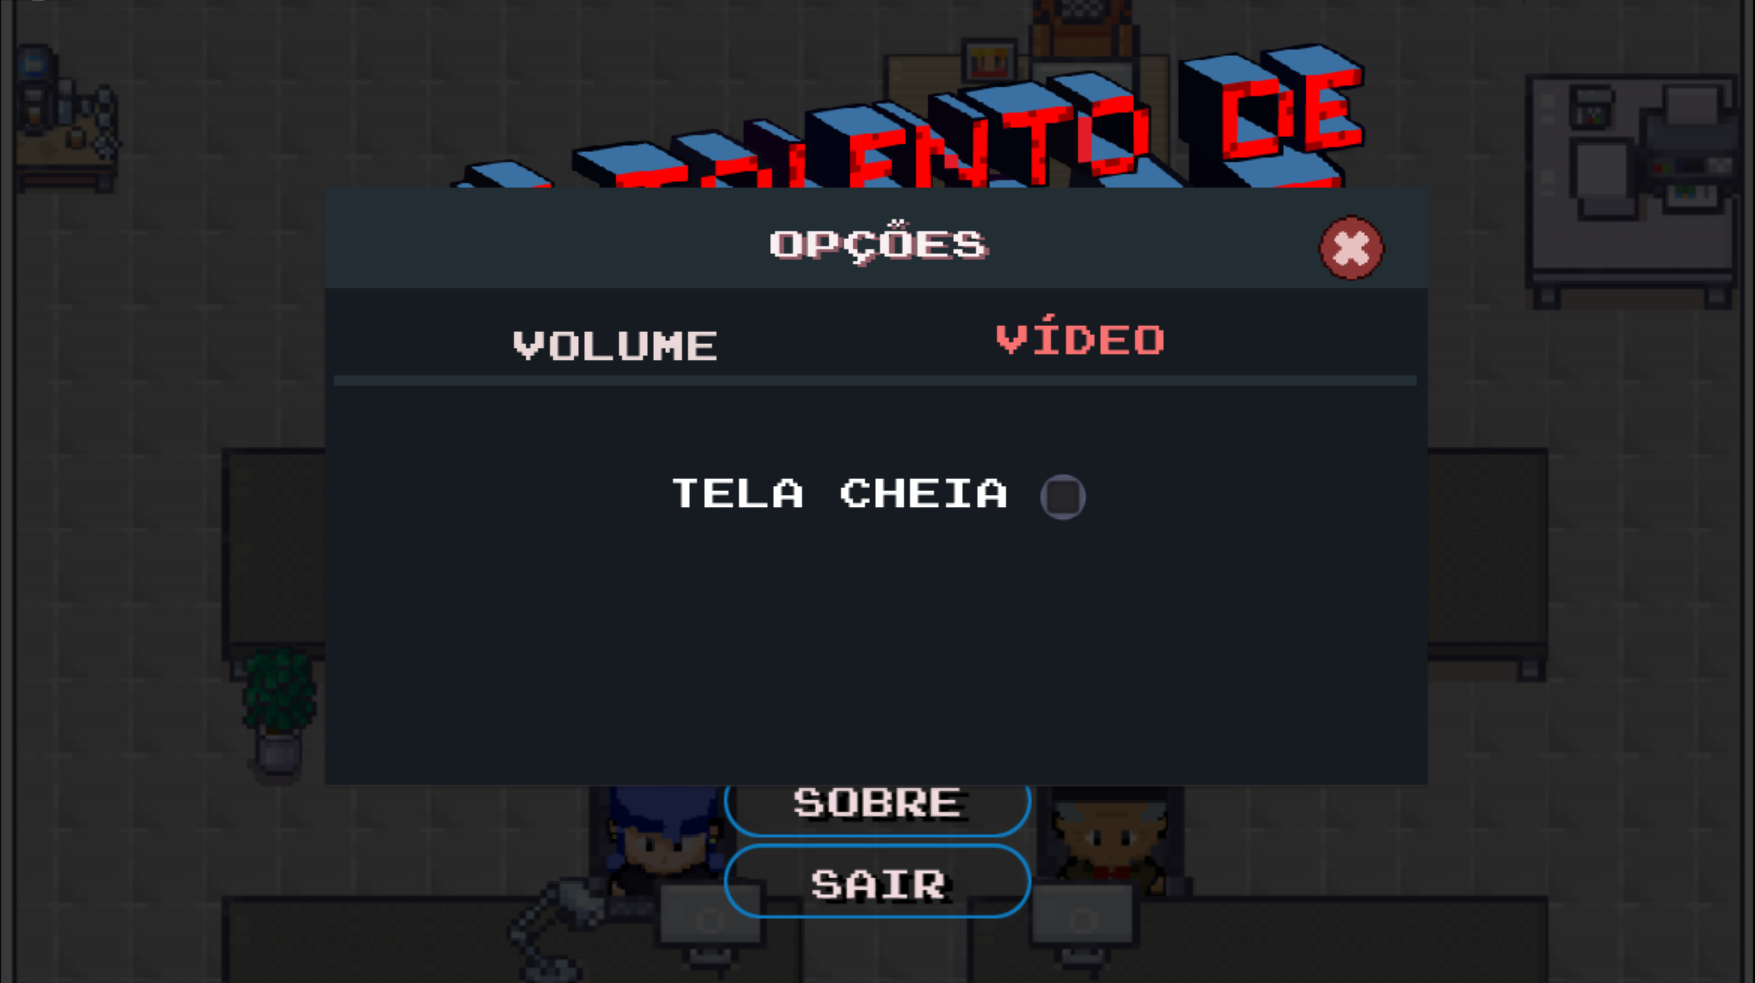 DE
OPÇÕES
VOLUME VÍDEO
TELA CHEIA
SOBRE
SAIR